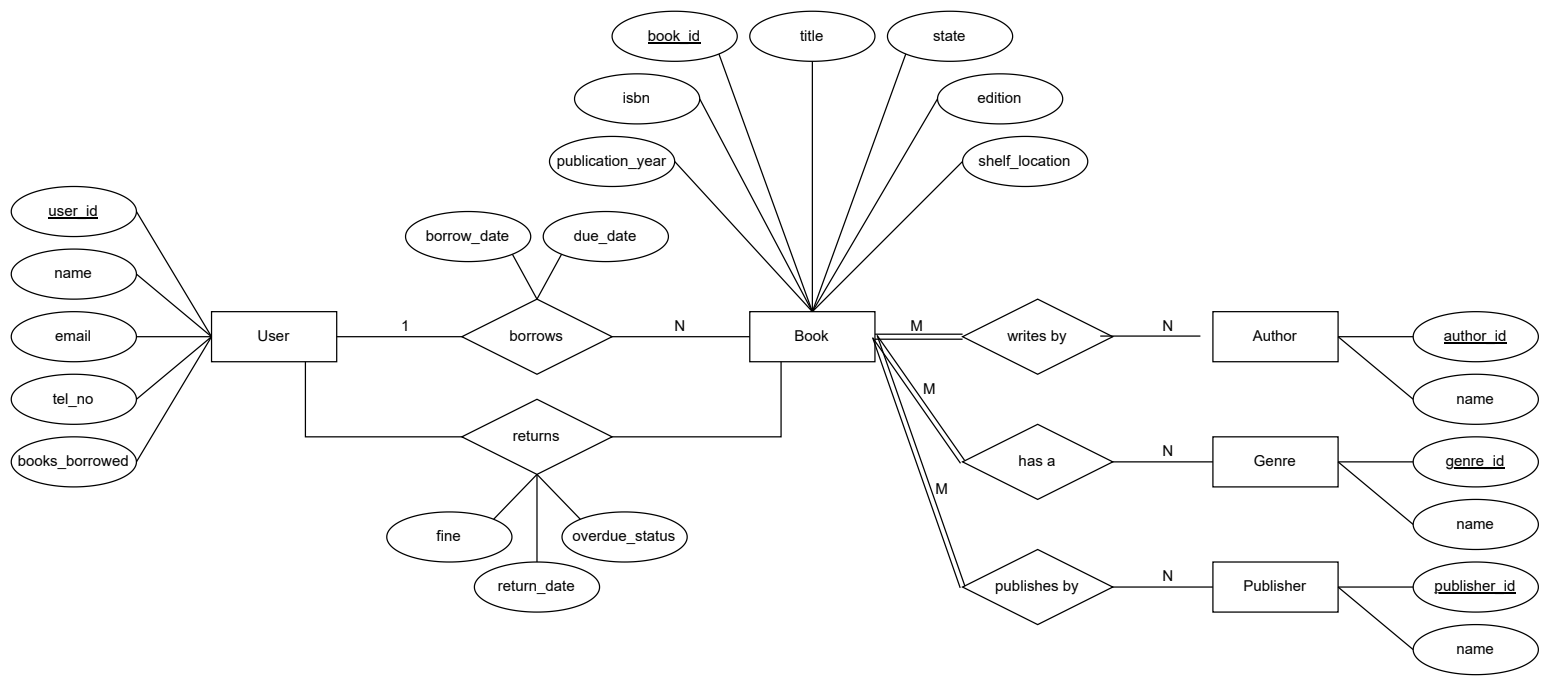 book_id
title
state
isbn
edition
publication_year
shelf_location
user_id
name
email
tel_no
books_borrowed
borrow_date
due_date
User
1
borrows
N
Book
returns
fine
return_date
overdue_status
M
writes by
N
Author
author_id
name
M
has a
N
Genre
genre_id
name
M
publishes by
N
Publisher
publisher_id
name